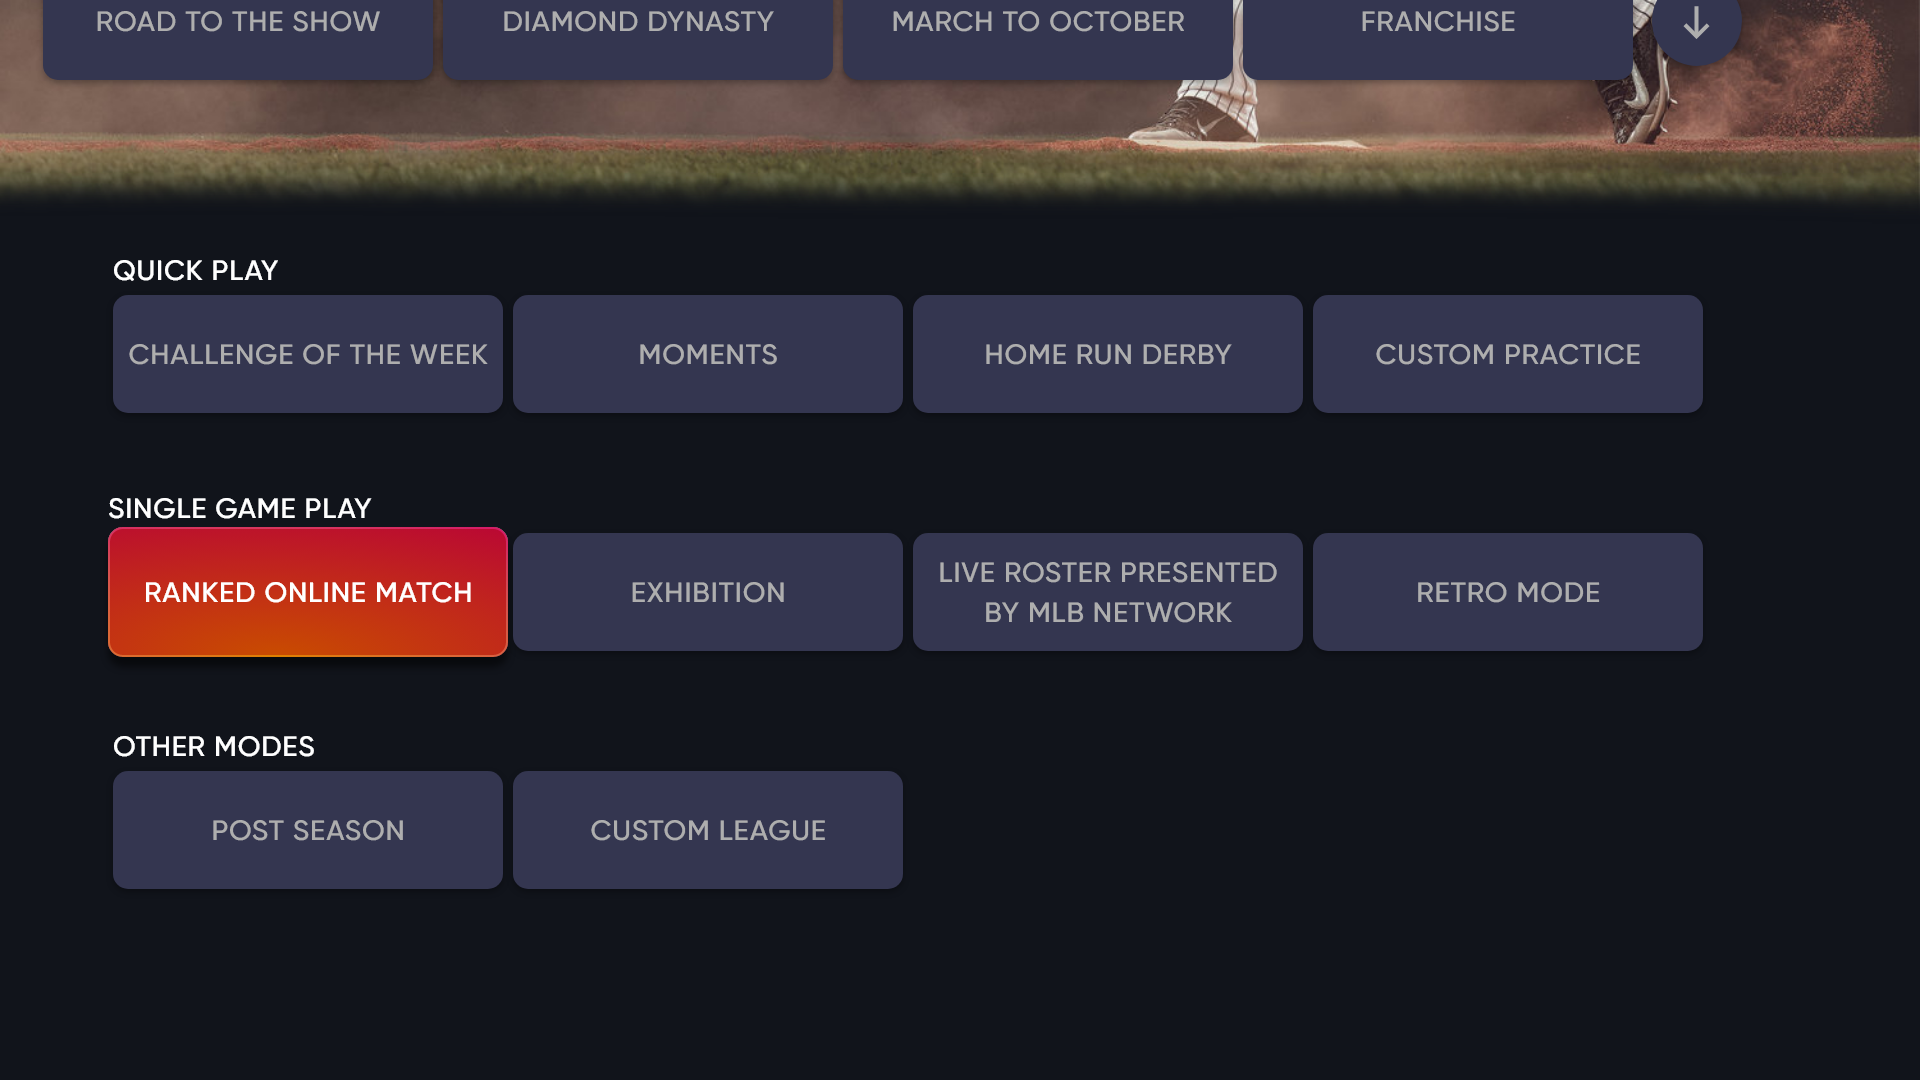 ROAD TO THE SHOW
DIAMOND DYNASTY
MARCH TO OCTOBER
FRANCHISE
QUICK PLAY
CHALLENGE OF THE WEEK
MOMENTS
HOME RUN DERBY
CUSTOM PRACTICE
SINGLE GAME PLAY
RANKED ONLINE MATCH
EXHIBITION
LIVE ROSTER PRESENTED
BY MLB NETWORK
RETRO MODE
OTHER MODES
POST SEASON
CUSTOM LEAGUE